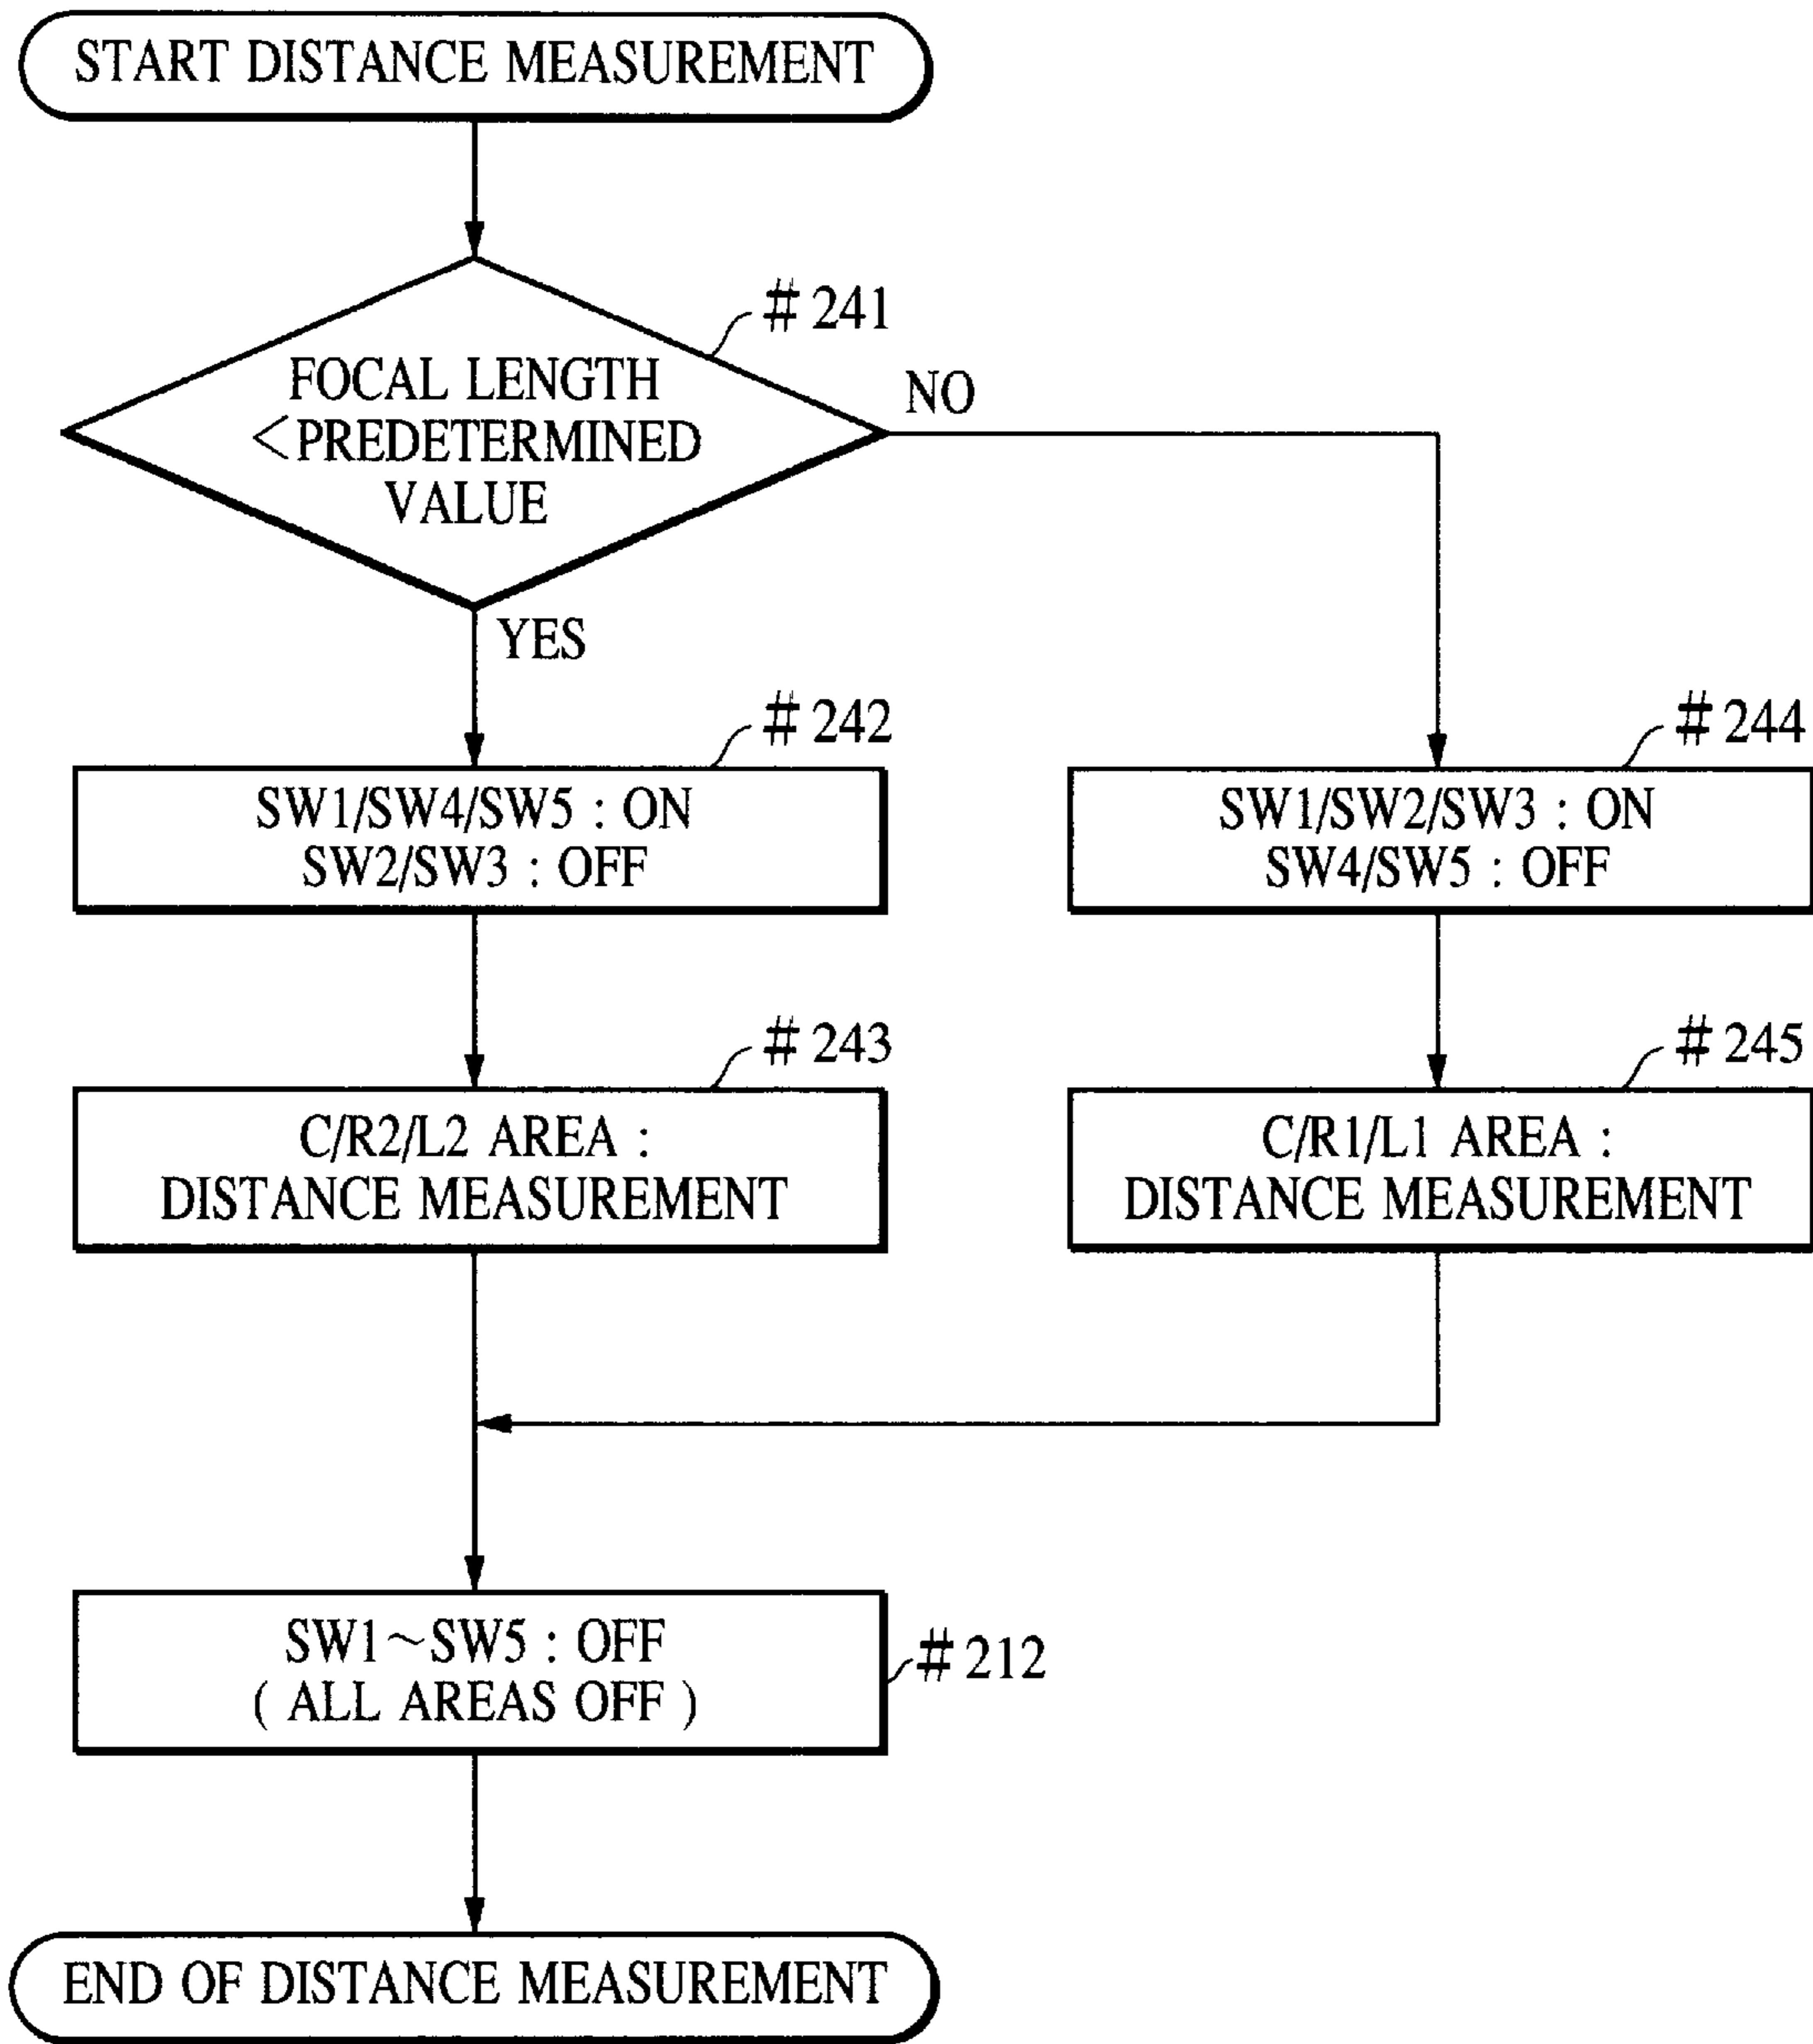 START DISTANCE MEASUREMENT
#241
FOCAL LENGTH
<PREDETERMINED
VALUE
NO
YES
#242
SW1/SW4/SW5 : ON
SW2/SW3 : OFF
#244
SW1/SW2/SW3 : ON
SW4/SW5 : OFF
#243
C/R2/L2 AREA :
DISTANCE MEASUREMENT
#245
C/R1/L1 AREA :
DISTANCE MEASUREMENT
SW1~SW5 : OFF
( ALL AREAS OFF )
#212
END OF DISTANCE MEASUREMENT